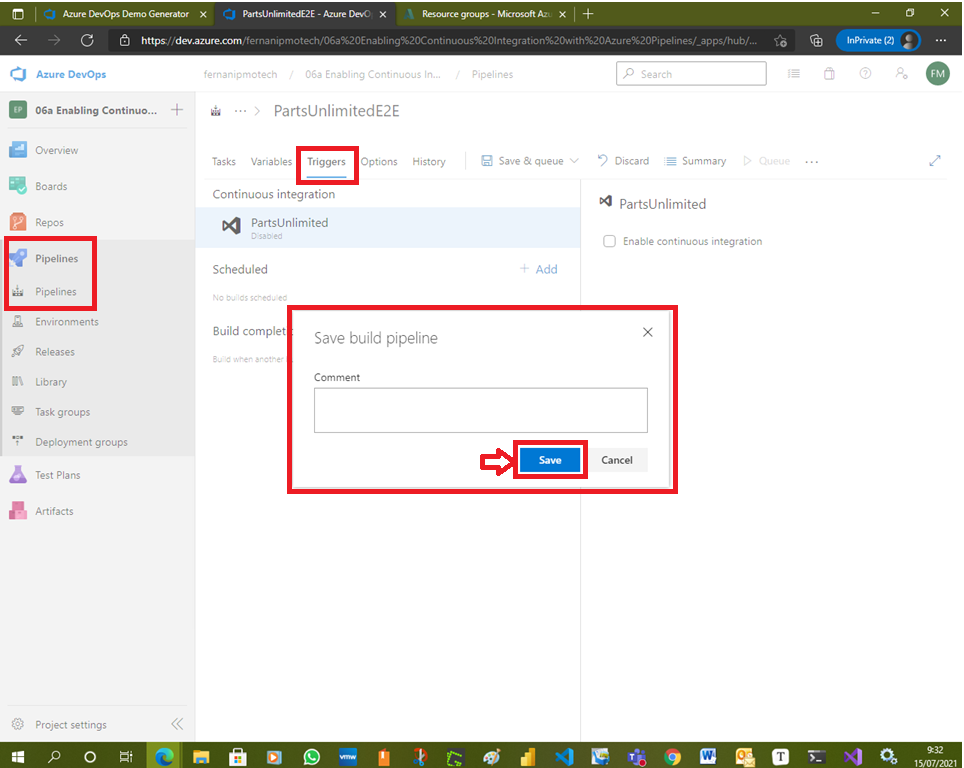 Azure DevOps Demo Generator
PartsUnlimitedE2E - Azure DevO
Resource groups - Microsoft Azu
https://dev.azure.com/fernanipmotech/06a%20Enabling%20Continuous%20Integration%20with%20Azure%20Pipelines/_apps/hub/...
InPrivate (2)
Azure DevOps
fernanipmotech / 06a Enabling Continuous In... / Pipelines
Search
FM
EP 06a Enabling Continuo...
PartsUnlimitedE2E
Overview
Boards
Repos
Pipelines
Pipelines
Environments
Releases
Library
Task groups
Deployment groups
Test Plans
Artifacts
Project settings
Tasks Variables Triggers Options History Save & queue Discard Summary Queue
Continuous integration
PartsUnlimited
Disabled
Scheduled
Add
No builds scheduled
Build complet
Build when another
PartsUnlimited
Enable continuous integration
Save build pipeline
Comment
Save Cancel
vmw
9:32
15/07/2021